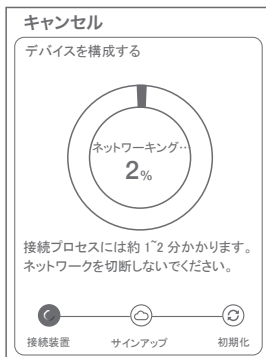 キャンセル
デバイスを構成する
ネットワーキング…
2%
接続プロセスには約 1~2 分かかります。
ネットワークを切断しないでください。
接続装置 サインアップ 初期化